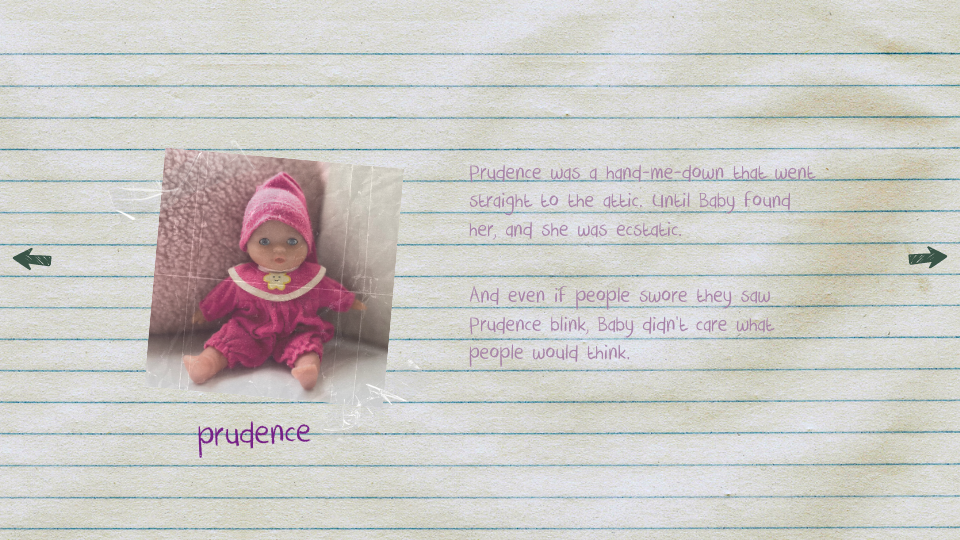 Prudence was a hand-me-down that went
straight to the attic. Until Baby found
her, and she was ecstatic.
And even if people swore they saw
Prudence blink, Baby didn't care what
people would think.
prudence